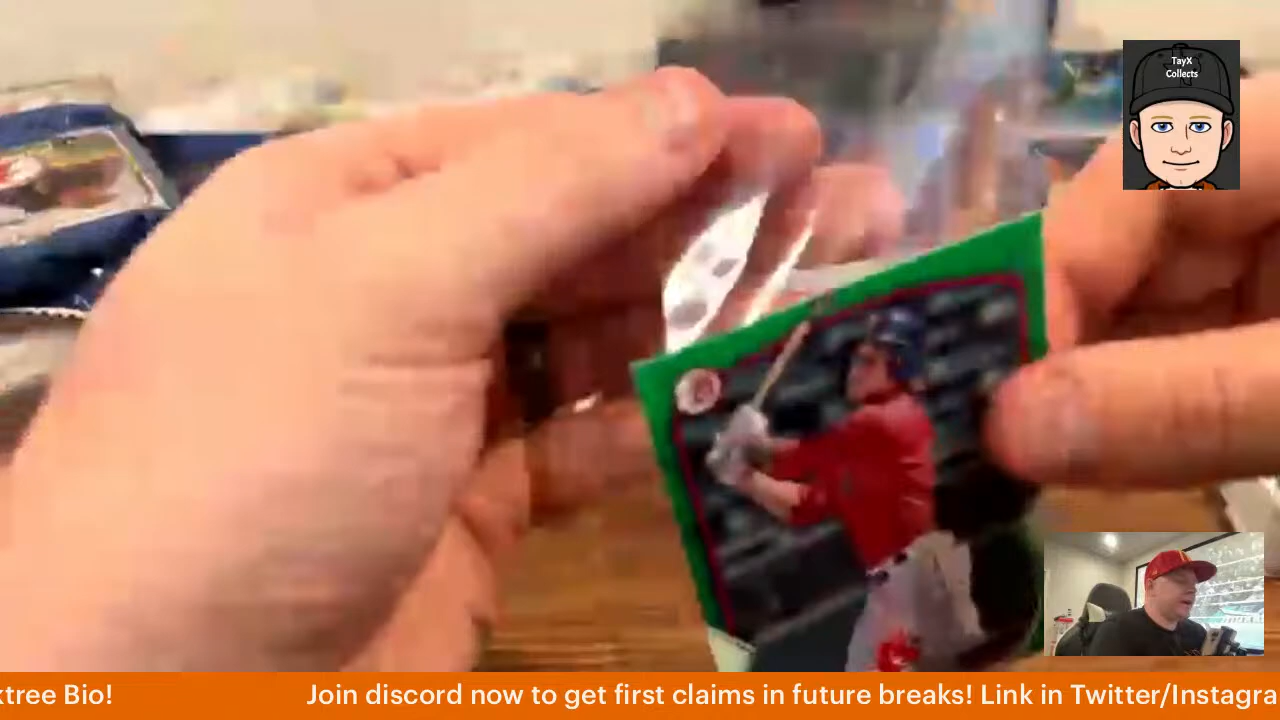 TayX
Collects
ktree Bio! Join discord now to get first claims in future breaks! Link in Twitter/Instagra